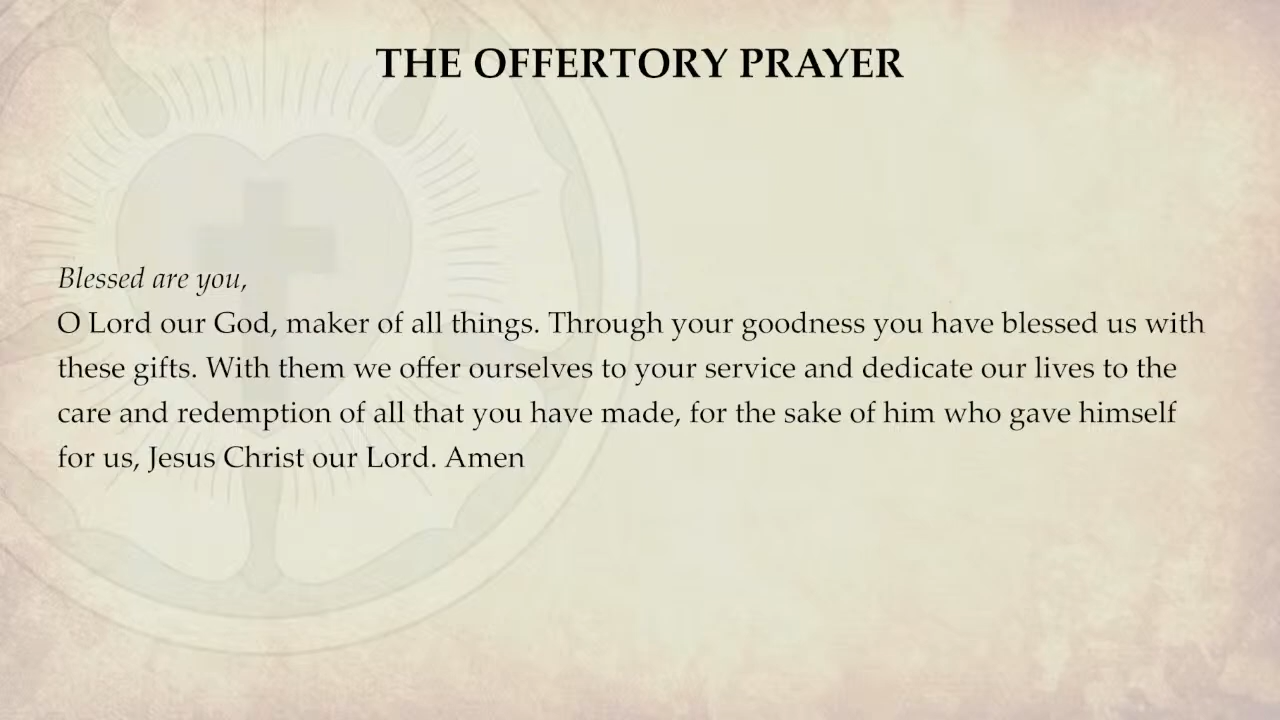 THE OFFERTORY PRAYER
Blessed are you,
O Lord our God, maker of all things. Through your goodness you have blessed us with
these gifts. With them we offer ourselves to your service and dedicate our lives to the
care and redemption of all that you have made, for the sake of him who gave himself
for us, Jesus Christ our Lord. Amen